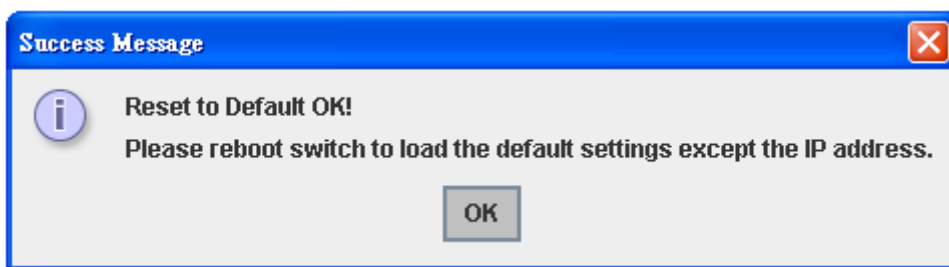 Success Message
Reset to Default OK!
Please reboot switch to load the default settings except the IP address.
OK